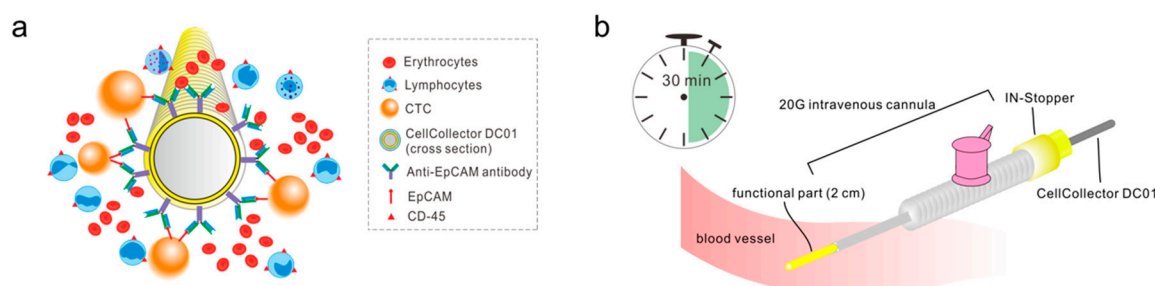 a
Erythrocytes
Lymphocytes
CTC
CellCollector DC01
(cross section)
Anti-EpCAM antibody
EpCAM
CD-45
b
30 min
20G intravenous cannula
IN-Stopper
functional part (2 cm)
CellCollector DC01
blood vessel